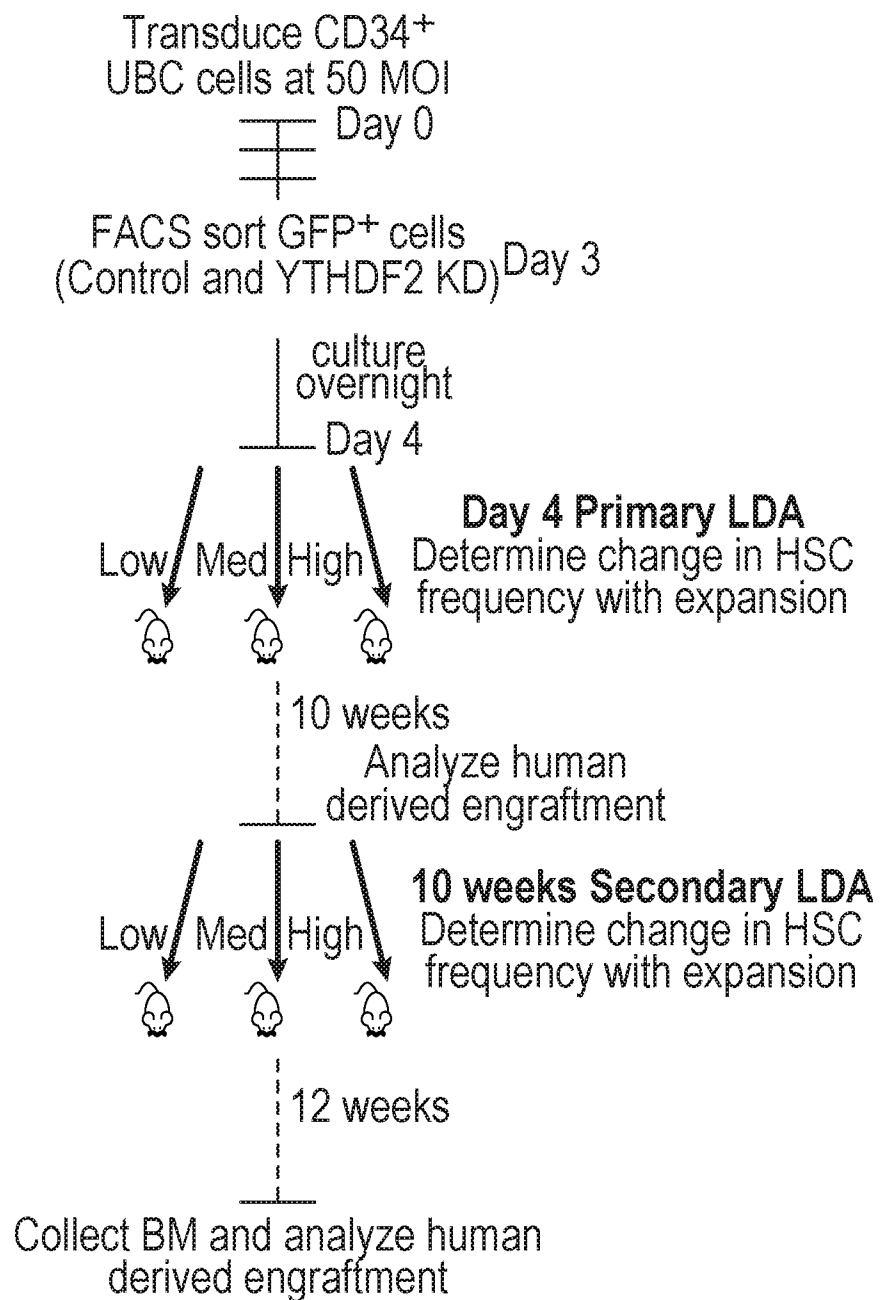 Transduce CD34+
UBC cells at 50 MOI
Day 0
FACS sort GFP+ cells
(Control and YTHDF2 KD) Day 3
culture
overnight
Day 4
Low Med High
Day 4 Primary LDA
Determine change in HSC
frequency with expansion
10 weeks
Analyze human
derived engraftment
Low Med High
10 weeks Secondary LDA
Determine change in HSC
frequency with expansion
12 weeks
Collect BM and analyze human
derived engraftment